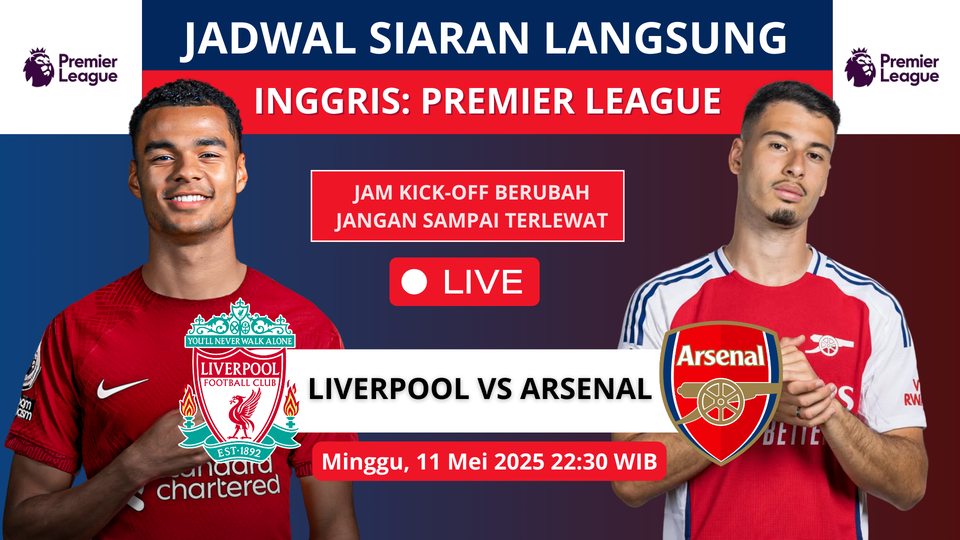 JADWAL SIARAN LANGSUNG
Premier
League
Premier
League
INGGRIS: PREMIER LEAGUE
JAM KICK-OFF BERUBAH
JANGAN SAMPAI TERLEWAT
LIVE
YOU'LL NEVER WALK ALONE
LIVERPOOL
FOOTBALL CLUB
EST·1892
Arsenal
LIVERPOOL VS ARSENAL
standard
chartered
Minggu, 11 Mei 2025 22:30 WIB